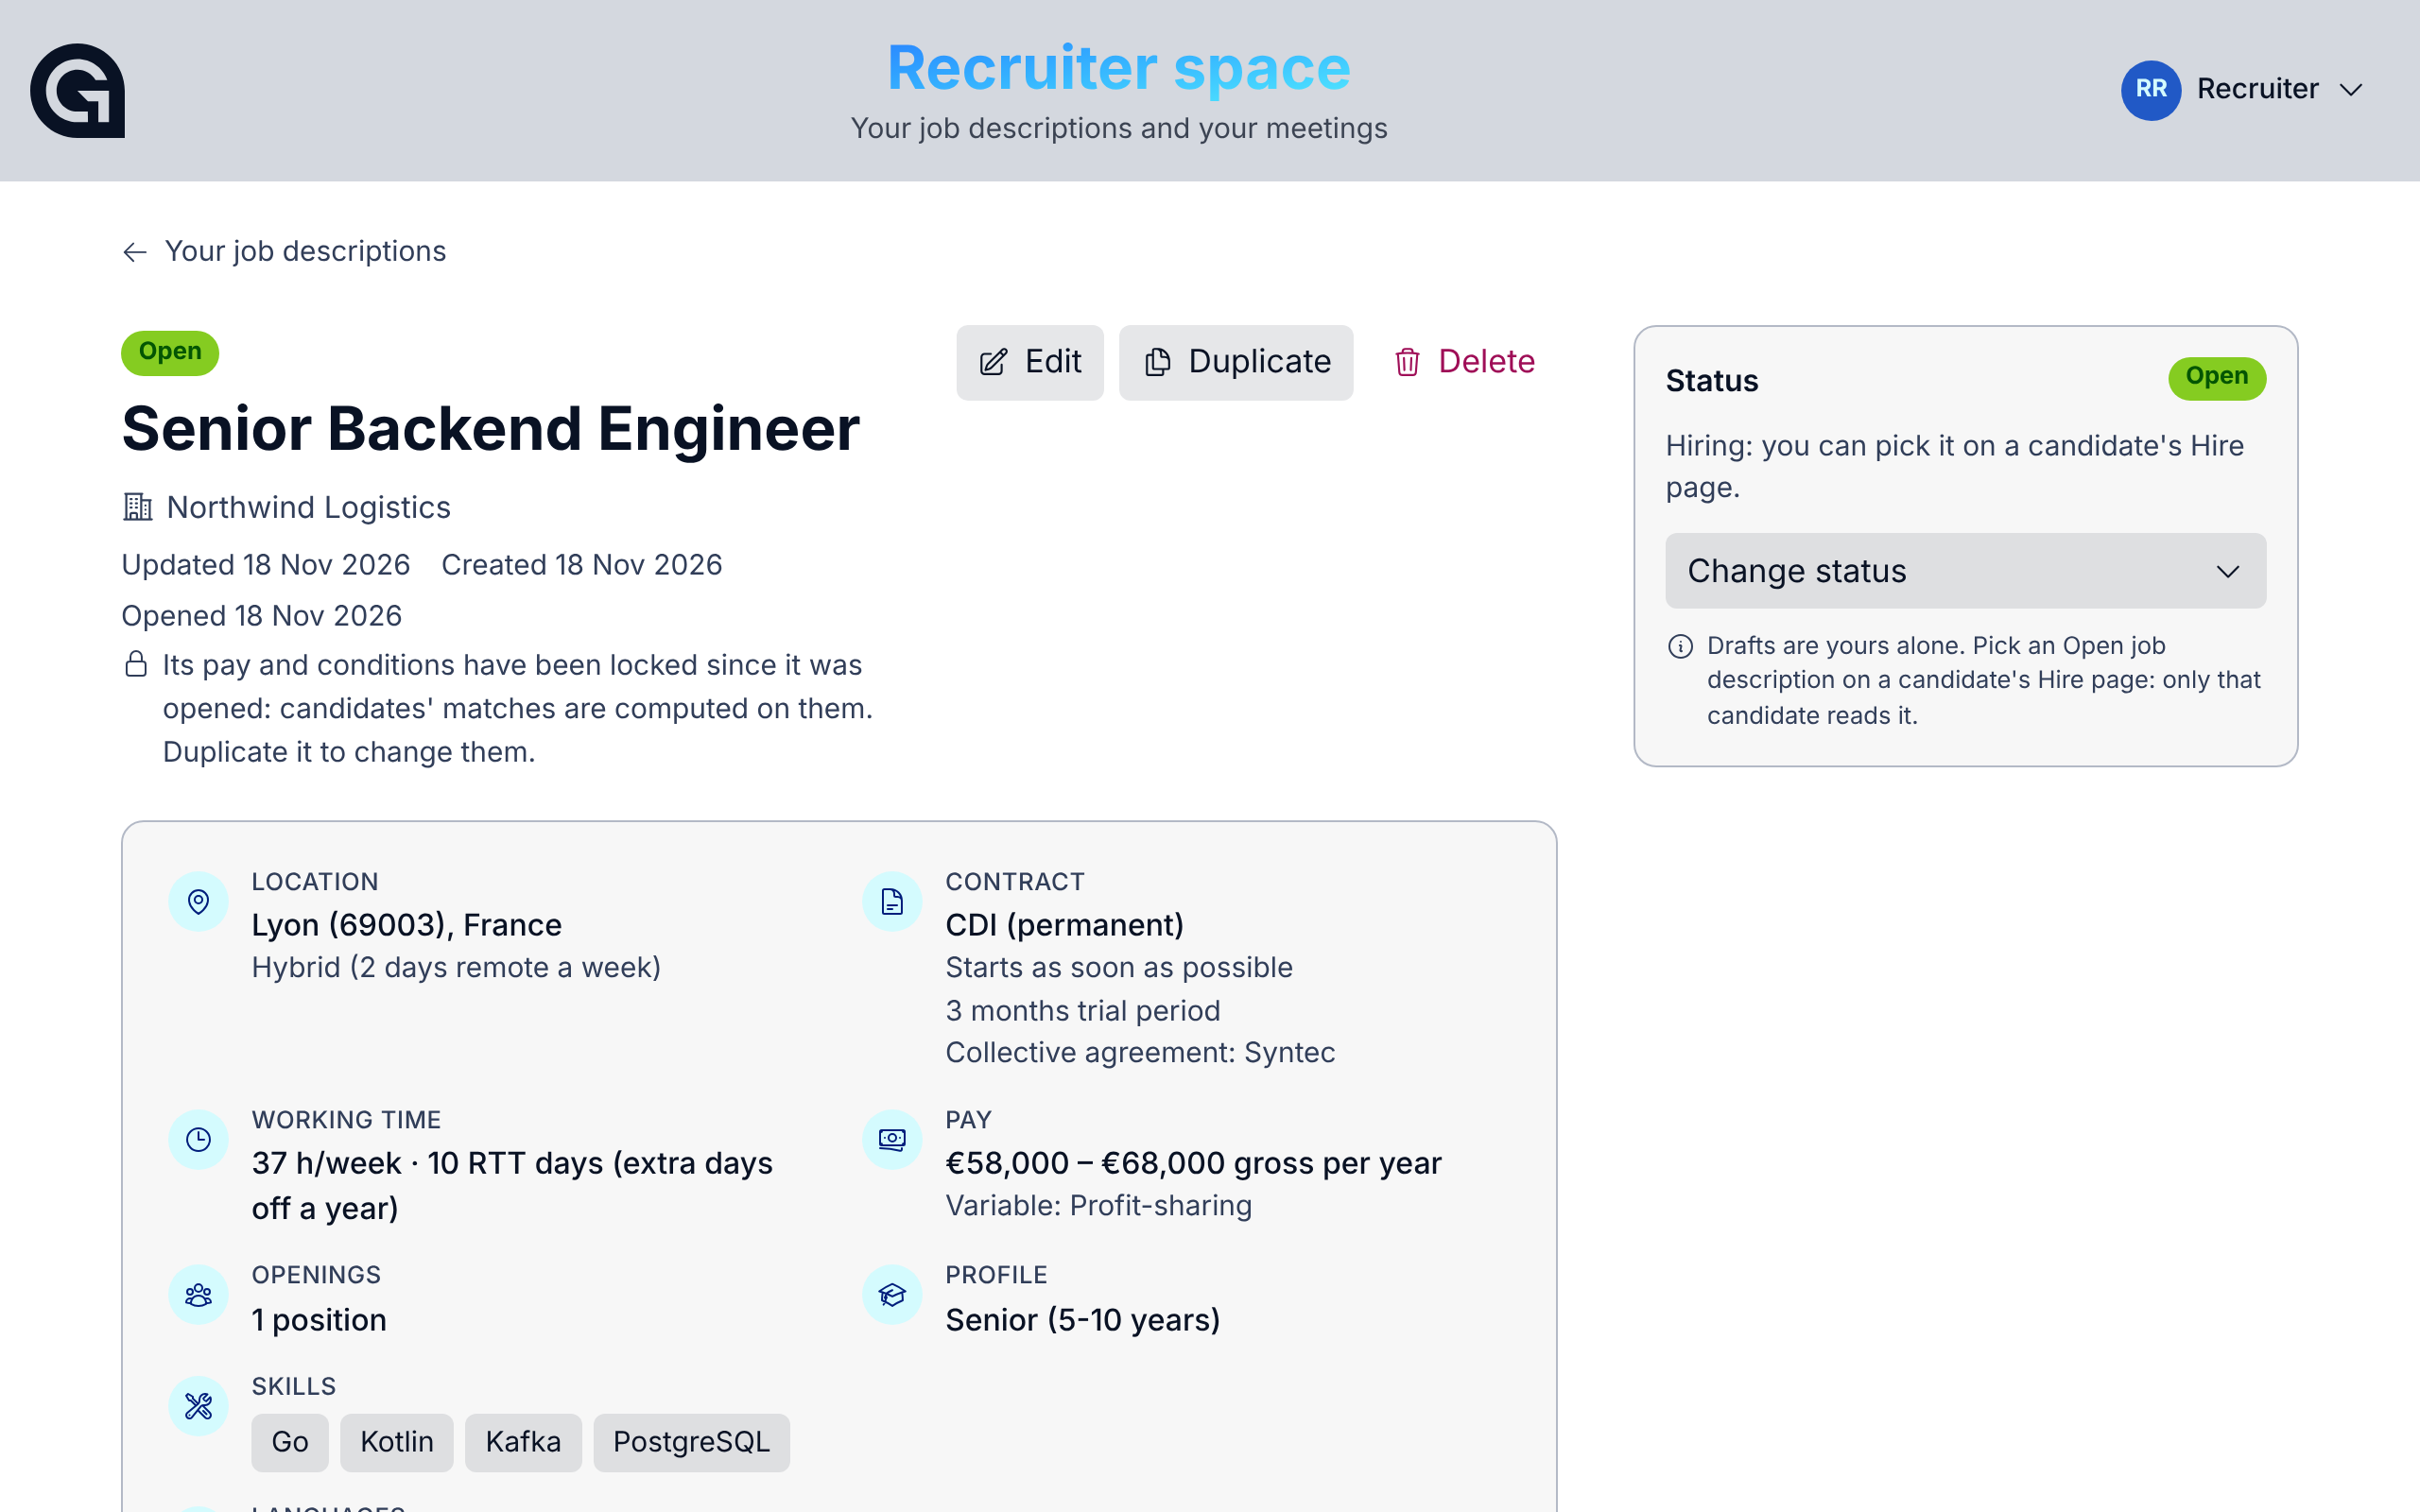 Recruiter space
Your job descriptions and your meetings
RR Recruiter
Your job descriptions
Open
Senior Backend Engineer
Northwind Logistics
Updated 18 Nov 2026 Created 18 Nov 2026
Opened 18 Nov 2026
Its pay and conditions have been locked since it was
opened: candidates' matches are computed on them.
Duplicate it to change them.
Edit Duplicate Delete
Status Open
Hiring: you can pick it on a candidate's Hire
page.
Change status
Drafts are yours alone. Pick an Open job
description on a candidate's Hire page: only that
candidate reads it.
LOCATION
Lyon (69003), France
Hybrid (2 days remote a week)
CONTRACT
CDI (permanent)
Starts as soon as possible
3 months trial period
Collective agreement: Syntec
WORKING TIME
37 h/week · 10 RTT days (extra days
off a year)
PAY
€58,000 – €68,000 gross per year
Variable: Profit-sharing
OPENINGS
1 position
PROFILE
Senior (5-10 years)
SKILLS
Go Kotlin Kafka PostgreSQL